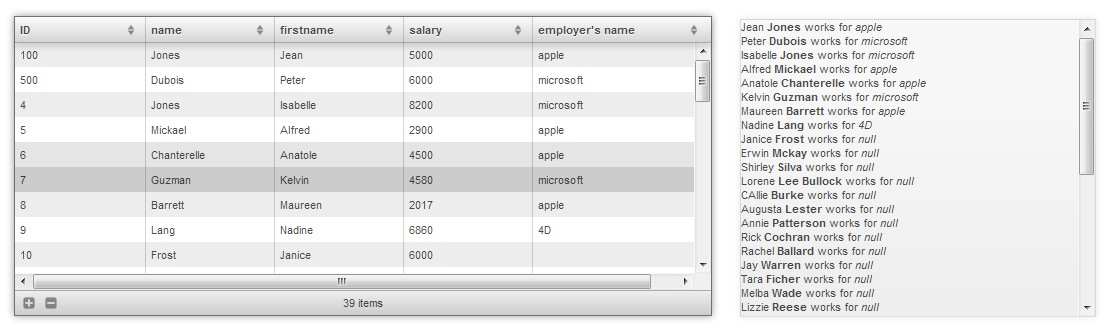 ID name firstname salary employer's name
100 Jones Jean 5000 apple
500 Dubois Peter 6000 microsoft
4 Jones Isabelle 8200 microsoft
5 Mickael Alfred 2900 apple
6 Chanterelle Anatole 4500 apple
7 Guzman Kelvin 4580 microsoft
8 Barrett Maureen 2017 apple
9 Lang Nadine 6860 4D
10 Frost Janice 6000
39 items
Jean Jones works for apple
Peter Dubois works for microsoft
Isabelle Jones works for microsoft
Alfred Mickael works for apple
Anatole Chanterelle works for apple
Kelvin Guzman works for microsoft
Maureen Barrett works for apple
Nadine Lang works for 4D
Janice Frost works for null
Erwin Mckay works for null
Shirley Silva works for null
Lorene Lee Bullock works for null
CAllie Burke works for null
Augusta Lester works for null
Annie Patterson works for null
Rick Cochran works for null
Rachel Ballard works for null
Jay Warren works for null
Tara Ficher works for null
Melba Wade works for null
Lizzie Reese works for null